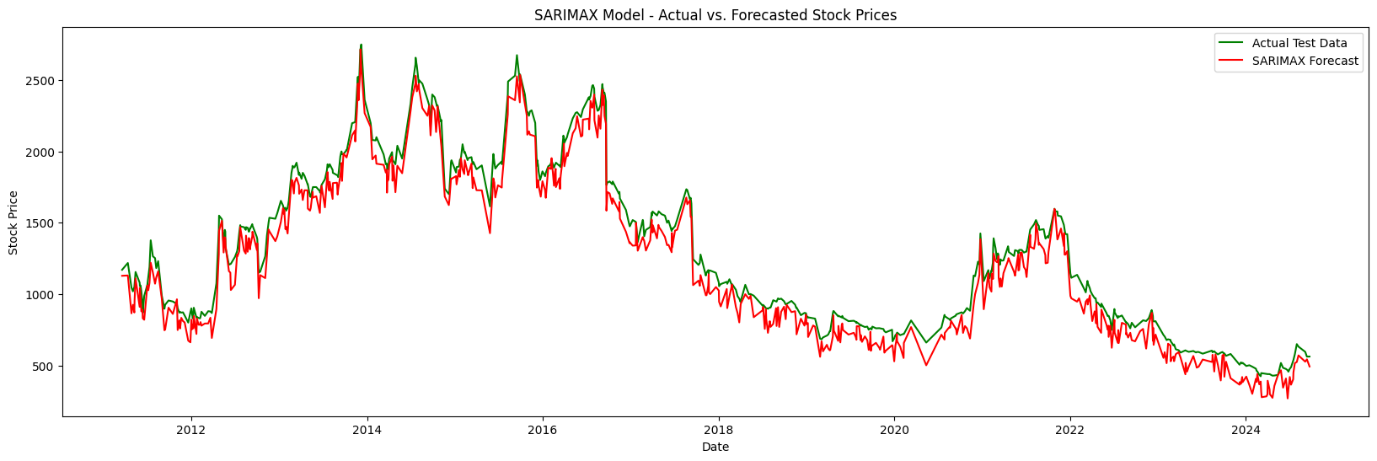 SARIMAX Model - Actual vs. Forecasted Stock Prices
Actual Test Data
SARIMAX Forecast
Stock Price
2500
2000
1500
1000
500
2012
2014
2016
2018
2020
2022
2024
Date